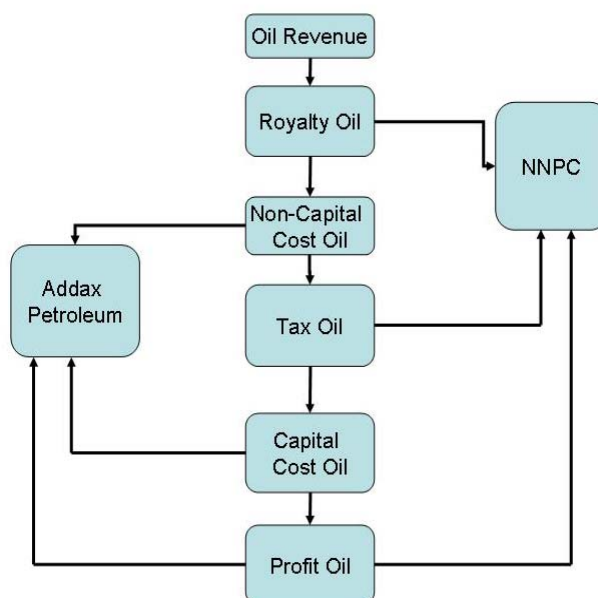 Oil Revenue
Royalty Oil
NNPC
Non-Capital
Cost Oil
Addax
Petroleum
Tax Oil
Capital
Cost Oil
Profit Oil